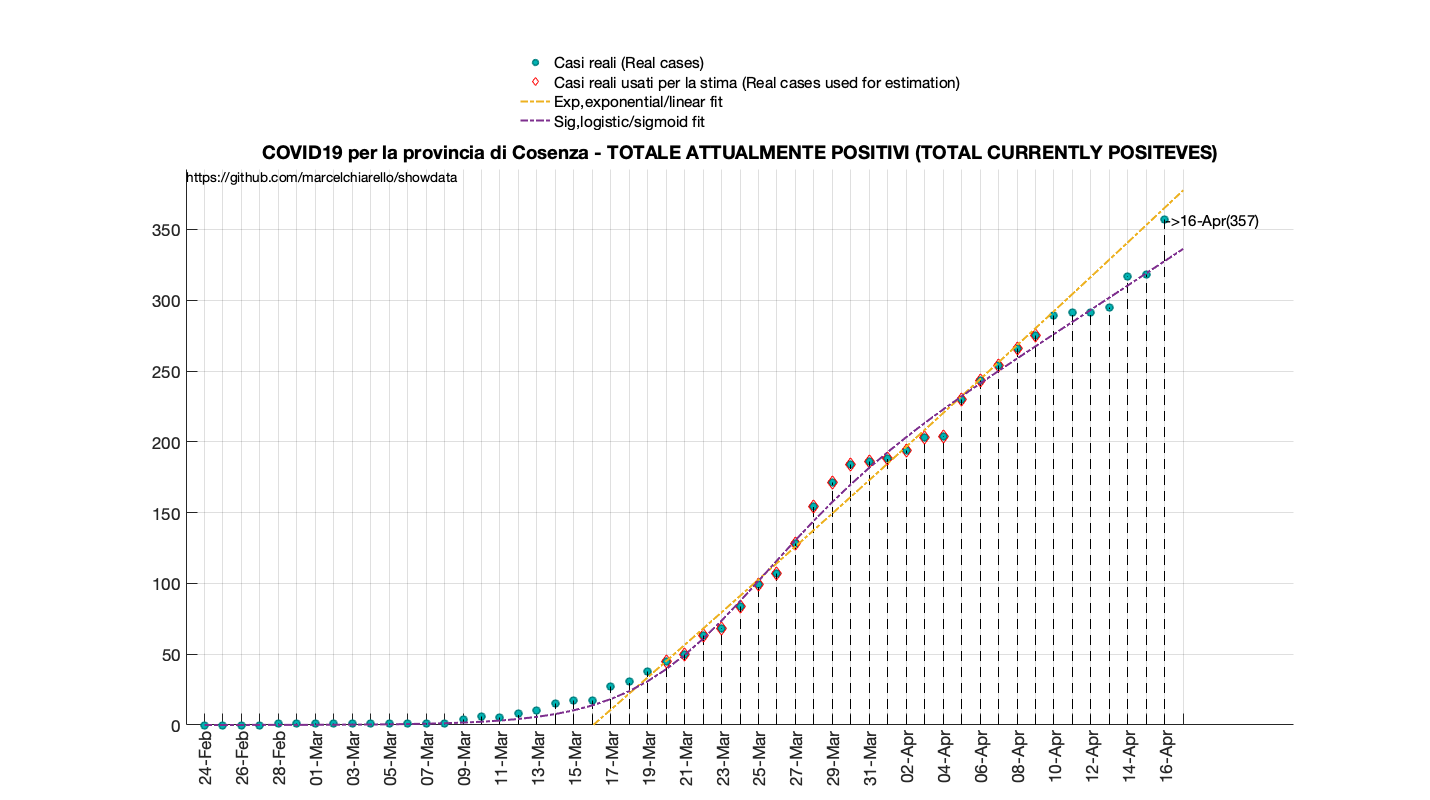 Casi reali (Real cases)
Casi reali usati per la stima (Real cases used for estimation)
Exp,exponential/linear fit
Sig,logistic/sigmoid fit
COVID19 per la provincia di Cosenza - TOTALE ATTUALMENTE POSITIVI (TOTAL CURRENTLY POSITEVES)
https://github.com/marcelchiarello/showdata
->16-Apr(357)
350
300
250
200
150
100
50
0
24-Feb
26-Feb
28-Feb
01-Mar
03-Mar
05-Mar
07-Mar
09-Mar
11-Mar
13-Mar
15-Mar
17-Mar
19-Mar
21-Mar
23-Mar
25-Mar
27-Mar
29-Mar
31-Mar
02-Apr
04-Apr
06-Apr
08-Apr
10-Apr
12-Apr
14-Apr
16-Apr